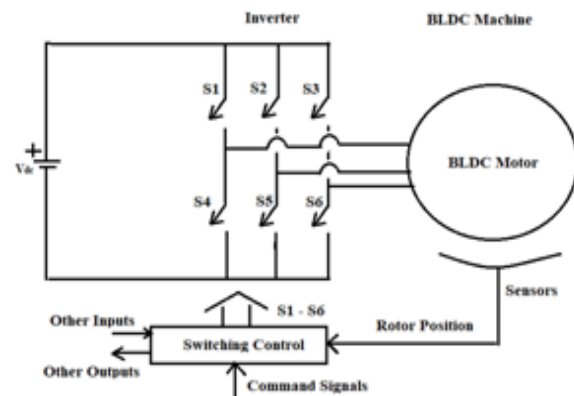 Inverter
BLDC Machine
S1
S2
S3
+
Vdc
BLDC Motor
S4
S5
S6
Sensors
S1 - S6
Other Inputs
Rotor Position
Switching Control
Other Outputs
Command Signals